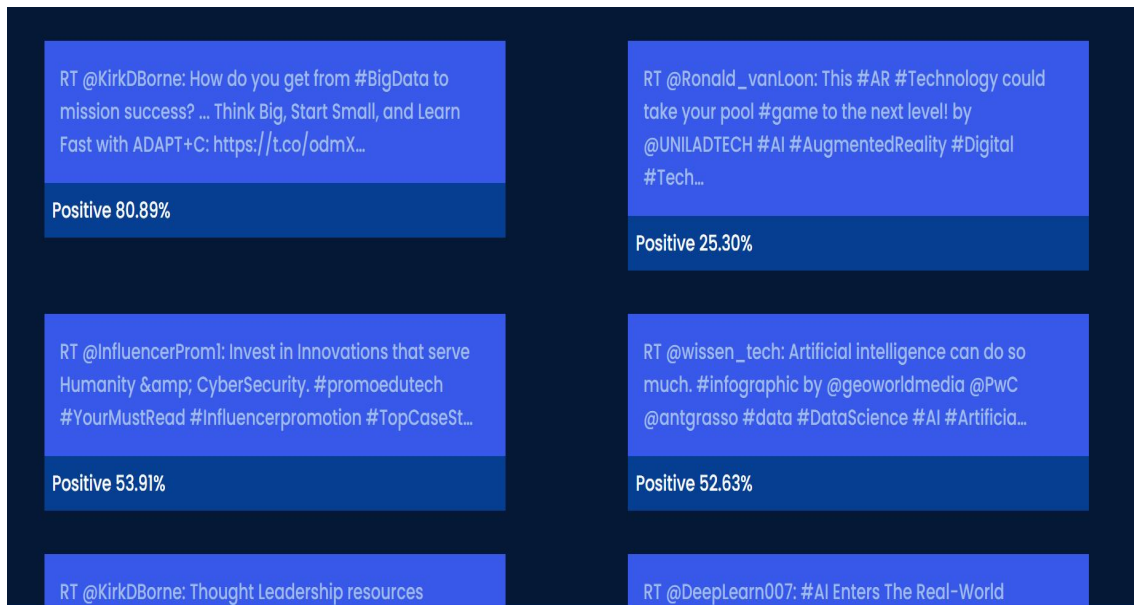 RT @KirkDBorne: How do you get from #BigData to
mission success? ... Think Big, Start Small, and Learn
Fast with ADAPT+C: https://t.co/odmX...
Positive 80.89%
RT @Ronald_vanLoon: This #AR #Technology could
take your pool #game to the next level! by
@UNILADTECH #AI #AugmentedReality #Digital
#Tech...
Positive 25.30%
RT @InfluencerProm1: Invest in Innovations that serve
Humanity &amp; CyberSecurity. #promoedutech
#YourMustRead #Influencerpromotion #TopCaseSt...
Positive 53.91%
RT @wissen_tech: Artificial intelligence can do so
much. #infographic by @geoworldmedia @PwC
@antgrasso #data #DataScience #AI #Artificia...
Positive 52.63%
RT @KirkDBorne: Thought Leadership resources
RT @DeepLearn007: #AI Enters The Real-World